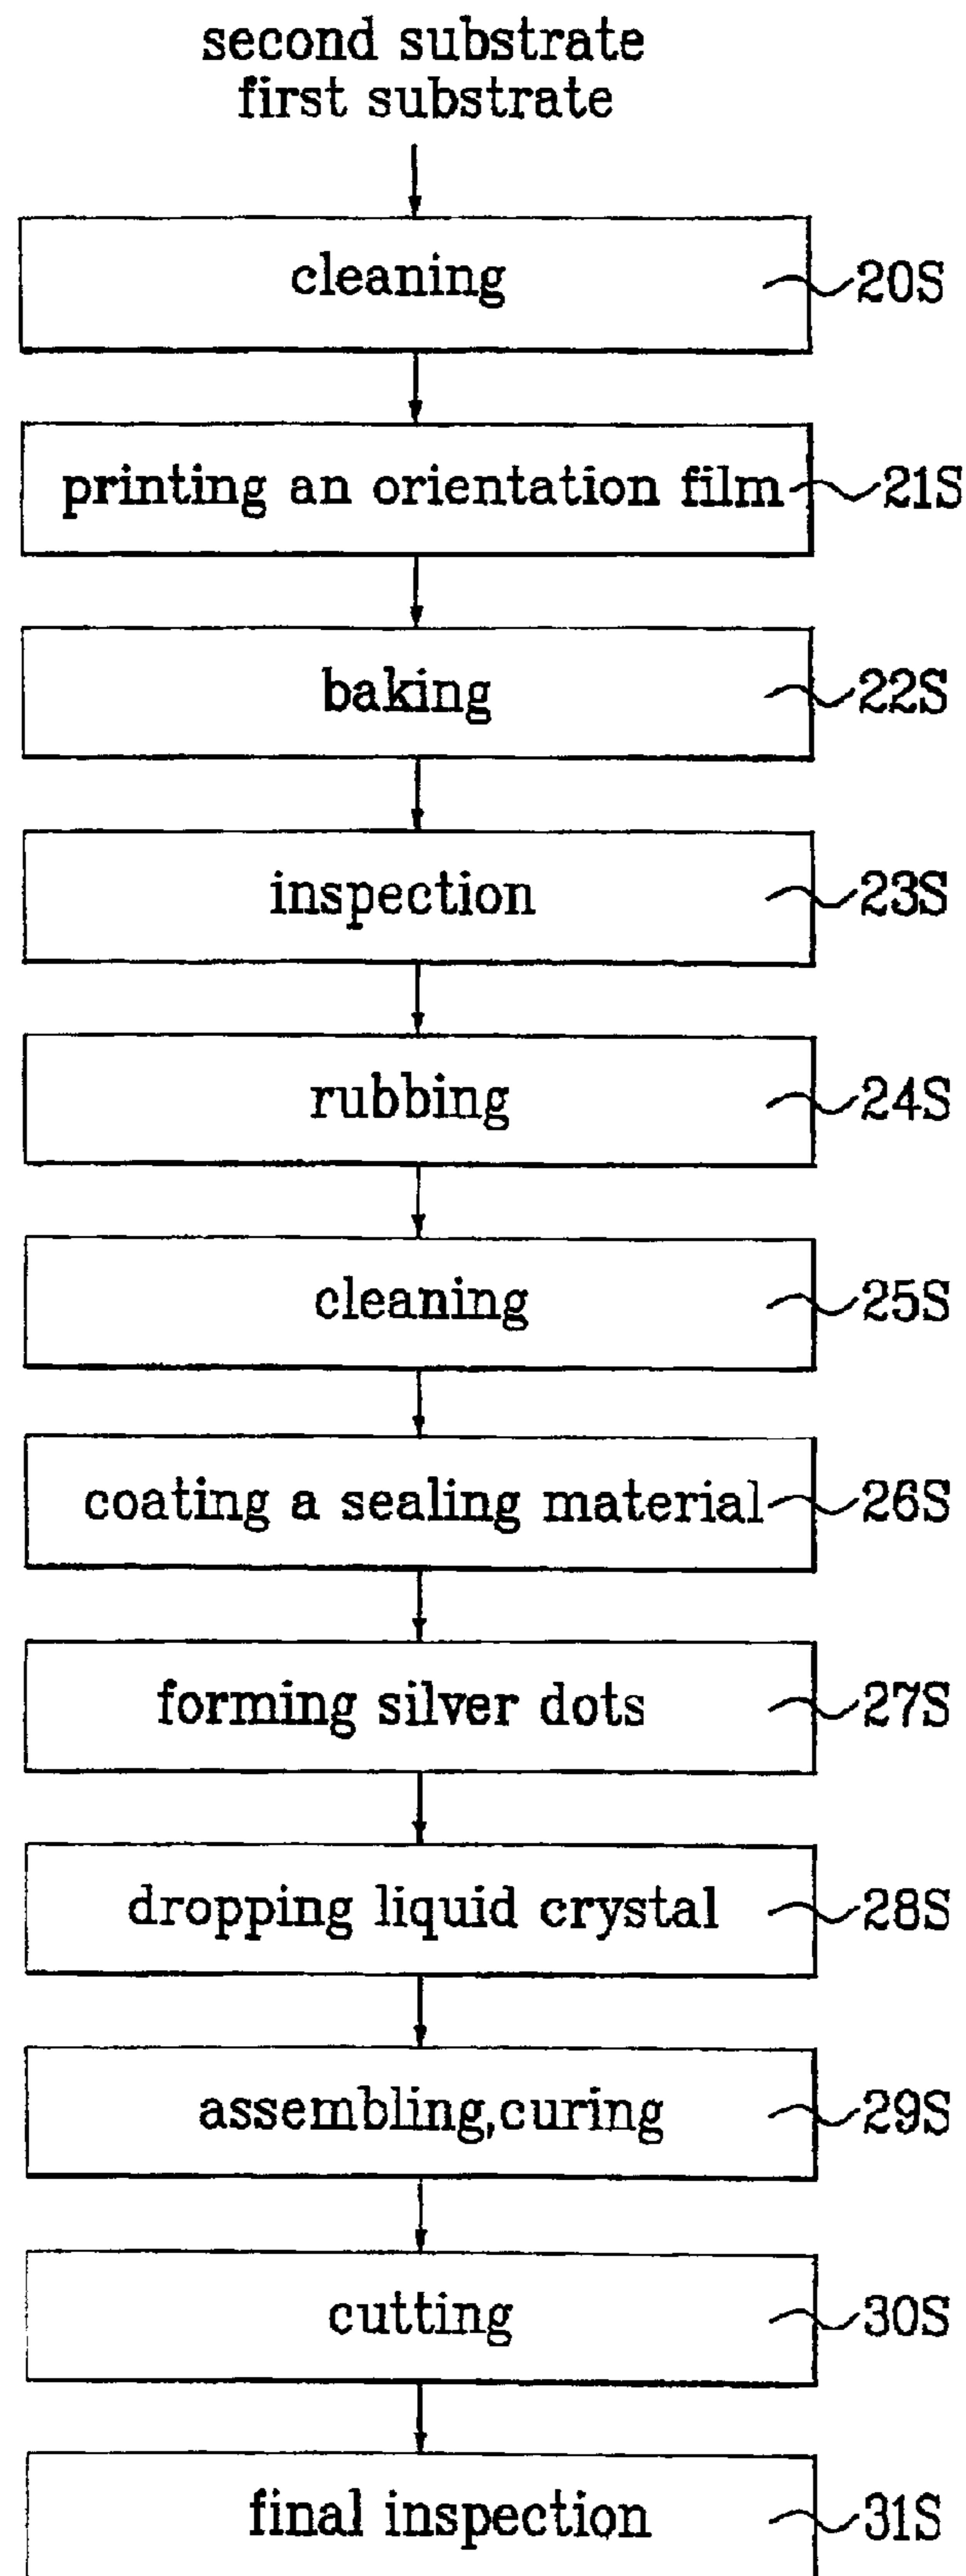 second substrate
first substrate
cleaning 20S
printing an orientation film 21S
baking 22S
inspection 23S
rubbing 24S
cleaning 25S
coating a sealing material 26S
forming silver dots 27S
dropping liquid crystal 28S
assembling,curing 29S
cutting 30S
final inspection 31S